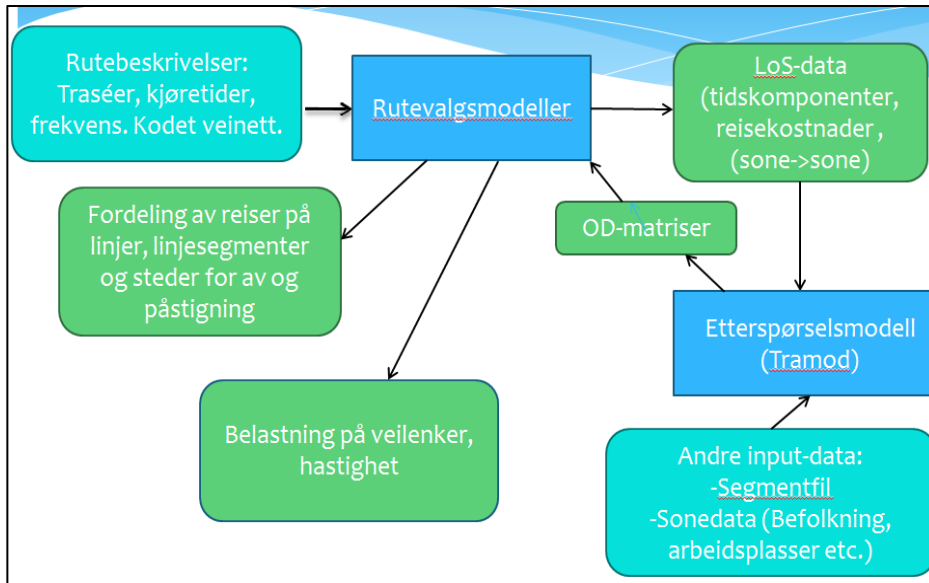 Rutebeskrivelser:
Traséer, kjøretider,
frekvens. Kodet veinett.
Rutevalgsmodeller
LoS-data
(tidskomponenter,
reisekostnader ,
(sone->sone)
Fordeling av reiser på
linjer, linjesegmenter
og steder for av og
påstigning
OD-matriser
Etterspørselsmodell
(Tramod)
Belastning på veilenker,
hastighet
Andre input-data:
-Segmentfil
-Sonedata (Befolkning,
arbeidsplasser etc.)